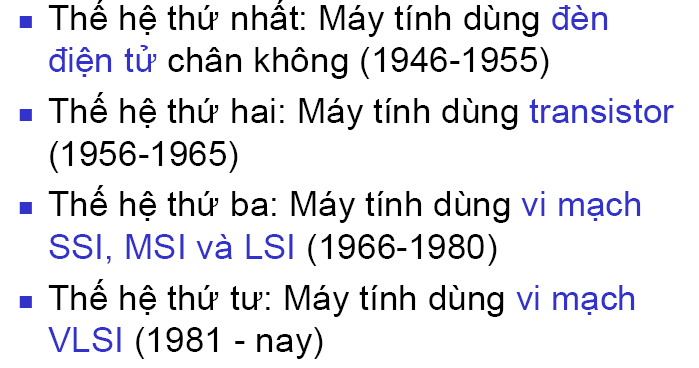 Thế hệ thứ nhất: Máy tính dùng đèn
điện tử chân không (1946-1955)
Thế hệ thứ hai: Máy tính dùng transistor
(1956-1965)
Thế hệ thứ ba: Máy tính dùng vi mạch
SSI, MSI và LSI (1966-1980)
Thế hệ thứ tư: Máy tính dùng vi mạch
VLSI (1981 - nay)